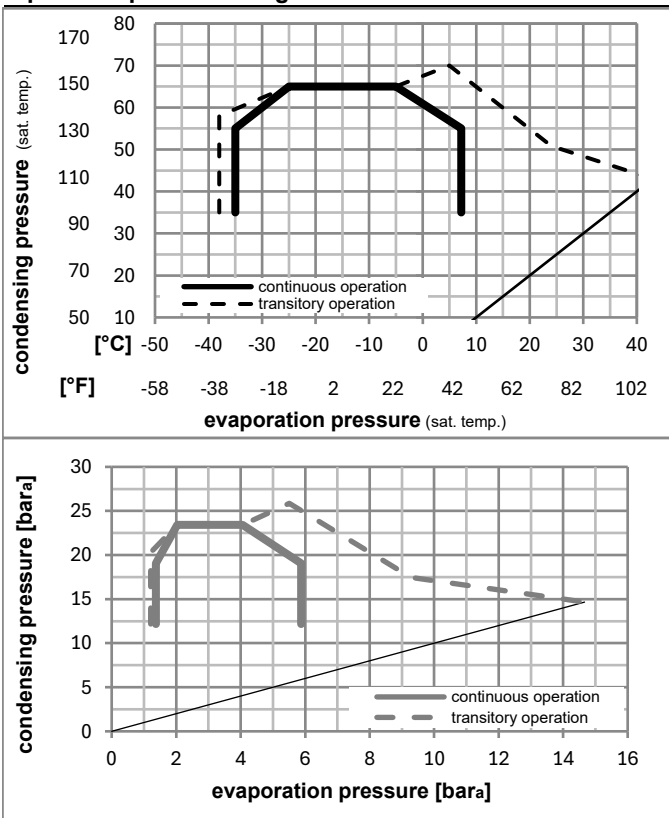 170 80
150 70
60
130 50
110 40
90 30
70 20
50 10
condensing pressure (sat. temp.)
continuous operation
transitory operation
[°C] -50 -40 -30 -20 -10 0 10 20 30 40
[°F] -58 -38 -18 2 22 42 62 82 102
evaporation pressure (sat. temp.)
30
25
20
15
10
5
0
condensing pressure [bara]
continuous operation
transitory operation
0 2 4 6 8 10 12 14 16
evaporation pressure [bara]